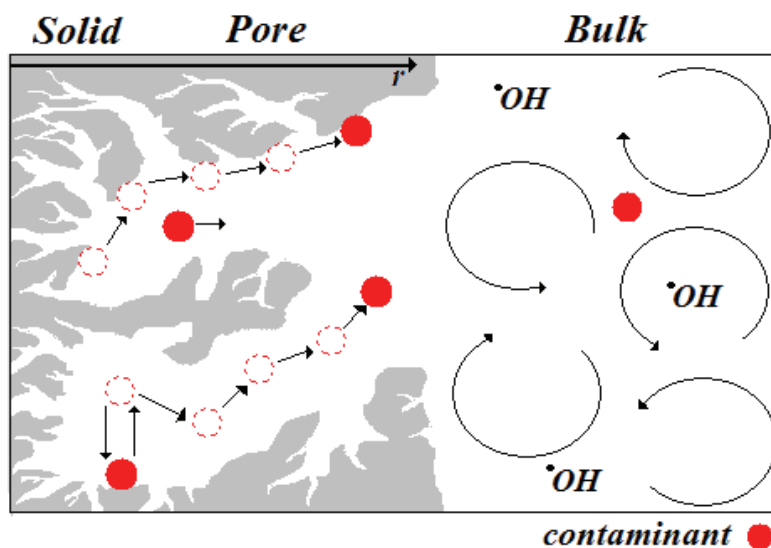 Solid Pore Bulk
r
•OH
•OH
•OH
contaminant